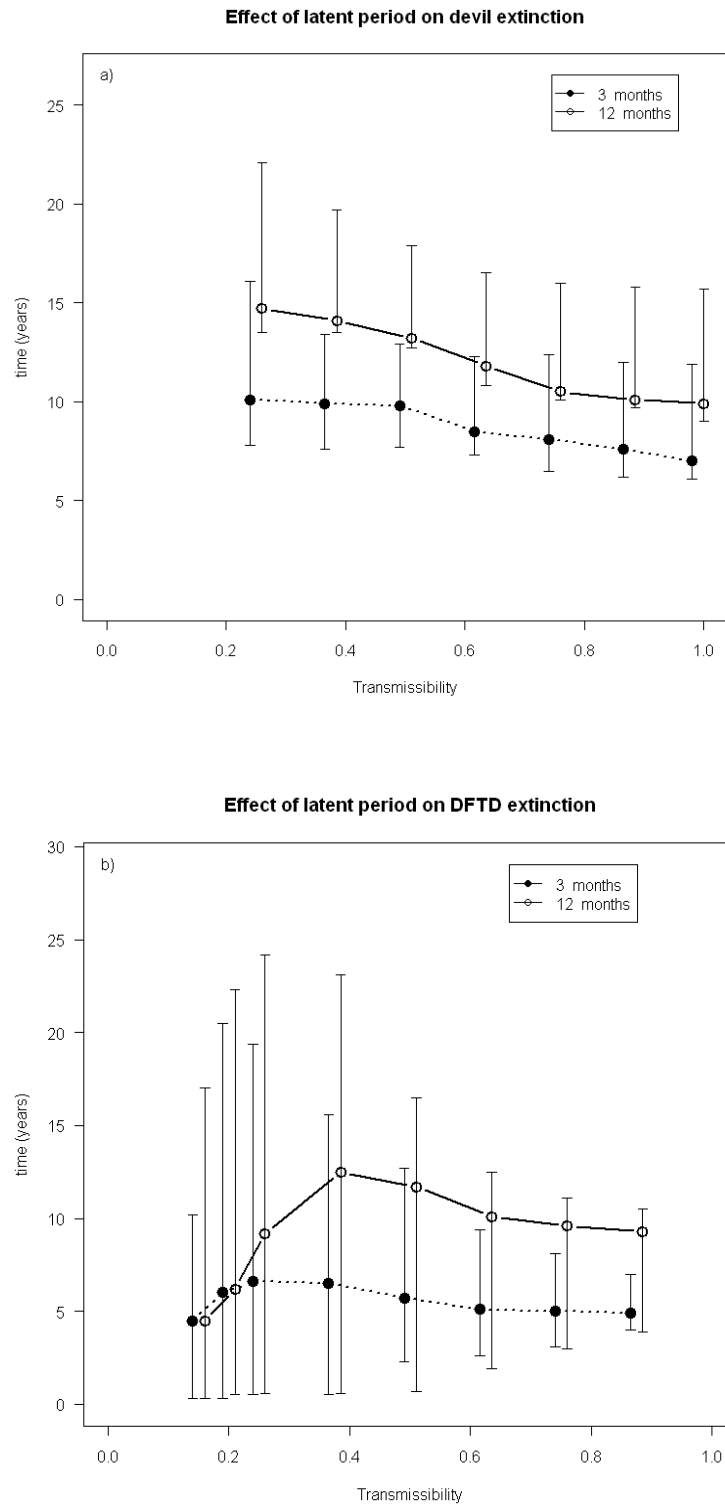 Effect of latent period on devil extinction
a)
3 months
12 months
25
20
15
10
5
0
time (years)
0.0 0.2 0.4 0.6 0.8 1.0
Transmissibility
Effect of latent period on DFTD extinction
b)
3 months
12 months
30
25
20
15
10
5
0
time (years)
0.0 0.2 0.4 0.6 0.8 1.0
Transmissibility